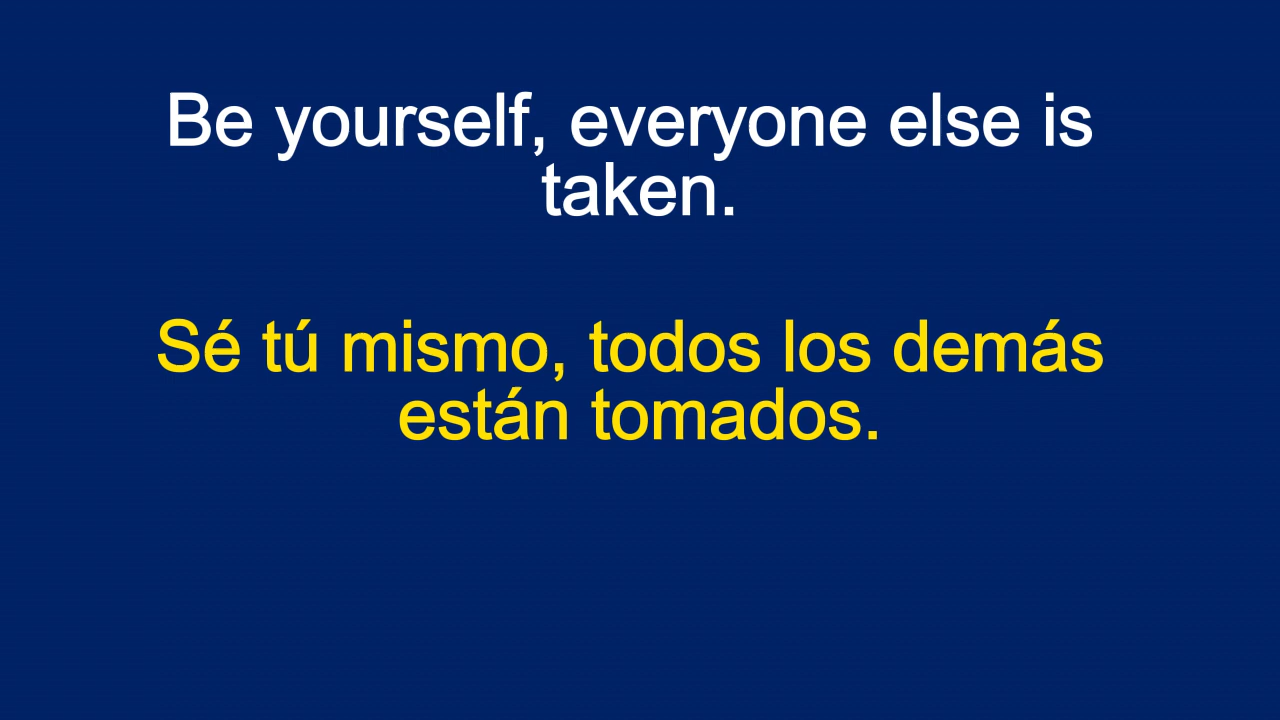 Be yourself, everyone else is
taken.
Sé tú mismo, todos los demás
están tomados.